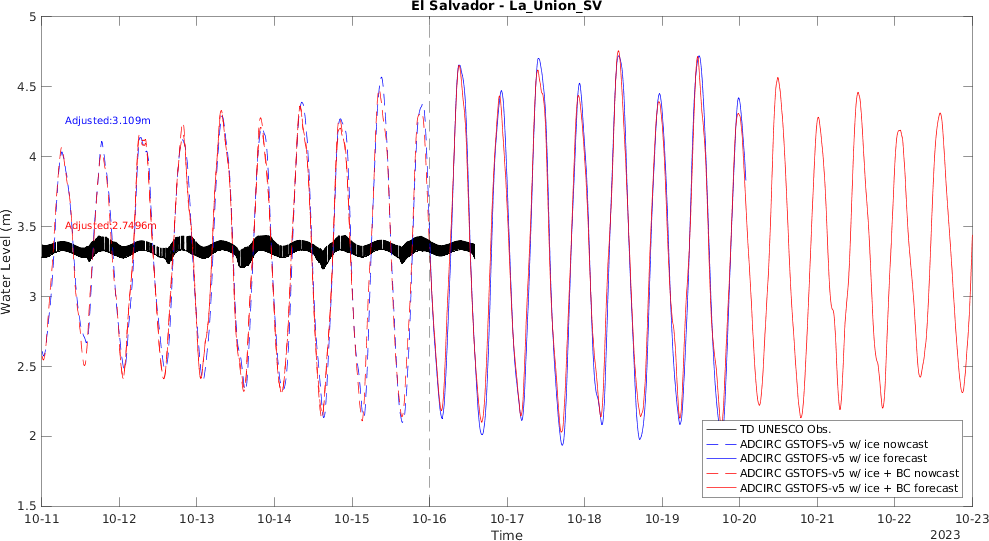 El Salvador - La_Union_SV
5
4.5
4
3.5
3
2.5
2
1.5
Water Level (m)
Adjusted:3.109m
Adjusted:2.7496m
TD UNESCO Obs.
ADCIRC GSTOFS-v5 w/ ice nowcast
ADCIRC GSTOFS-v5 w/ ice forecast
ADCIRC GSTOFS-v5 w/ ice + BC nowcast
ADCIRC GSTOFS-v5 w/ ice + BC forecast
10-11 10-12 10-13 10-14 10-15 10-16 10-17 10-18 10-19 10-20 10-21 10-22 10-23
Time
2023